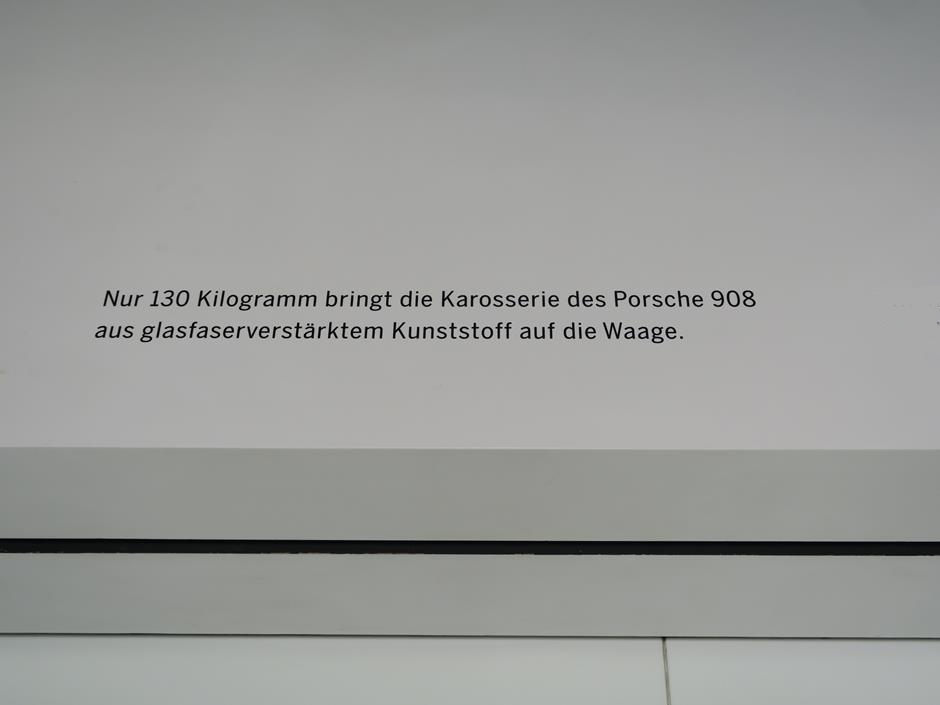 Nur 130 Kilogramm bringt die Karosserie des Porsche 908
aus glasfaserverstärktem Kunststoff auf die Waage.